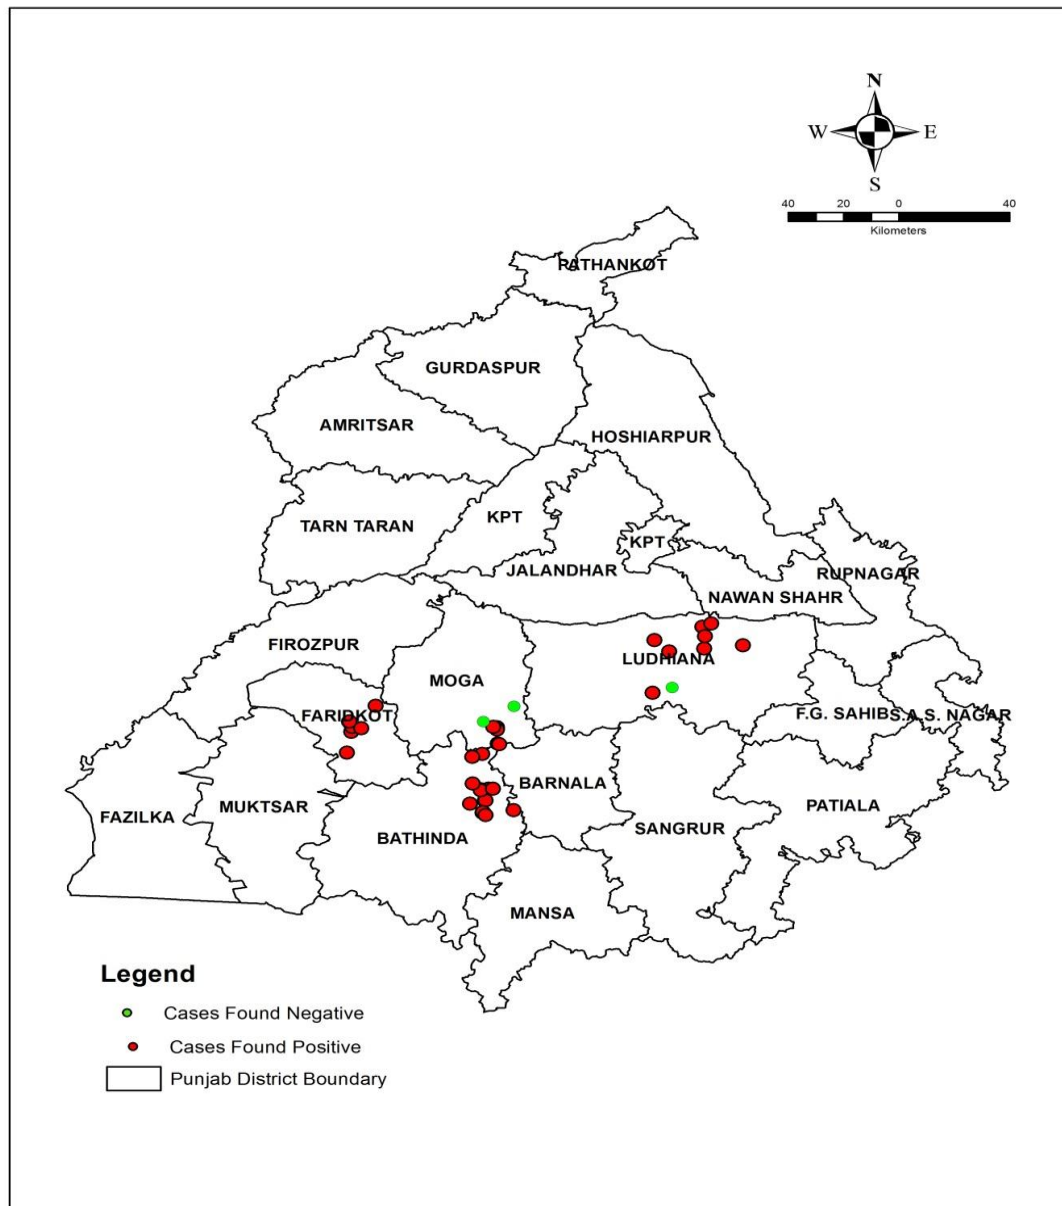 N
W E
S
40 20 0 40
Kilometers
PATHANKOT
GURDASPUR
AMRITSAR
HOSHIARPUR
TARN TARAN
KPT
KPT
JALANDHAR
RUPNAGAR
NAWAN SHAHR
FIROZPUR
LUDHIANA
MOGA
FARIDKOT
F.G. SAHIB
S.A.S. NAGAR
BARNALA
FAZILKA
MUKTSAR
PATIALA
BATHINDA
SANGRUR
MANSA
Legend
Cases Found Negative
Cases Found Positive
Punjab District Boundary